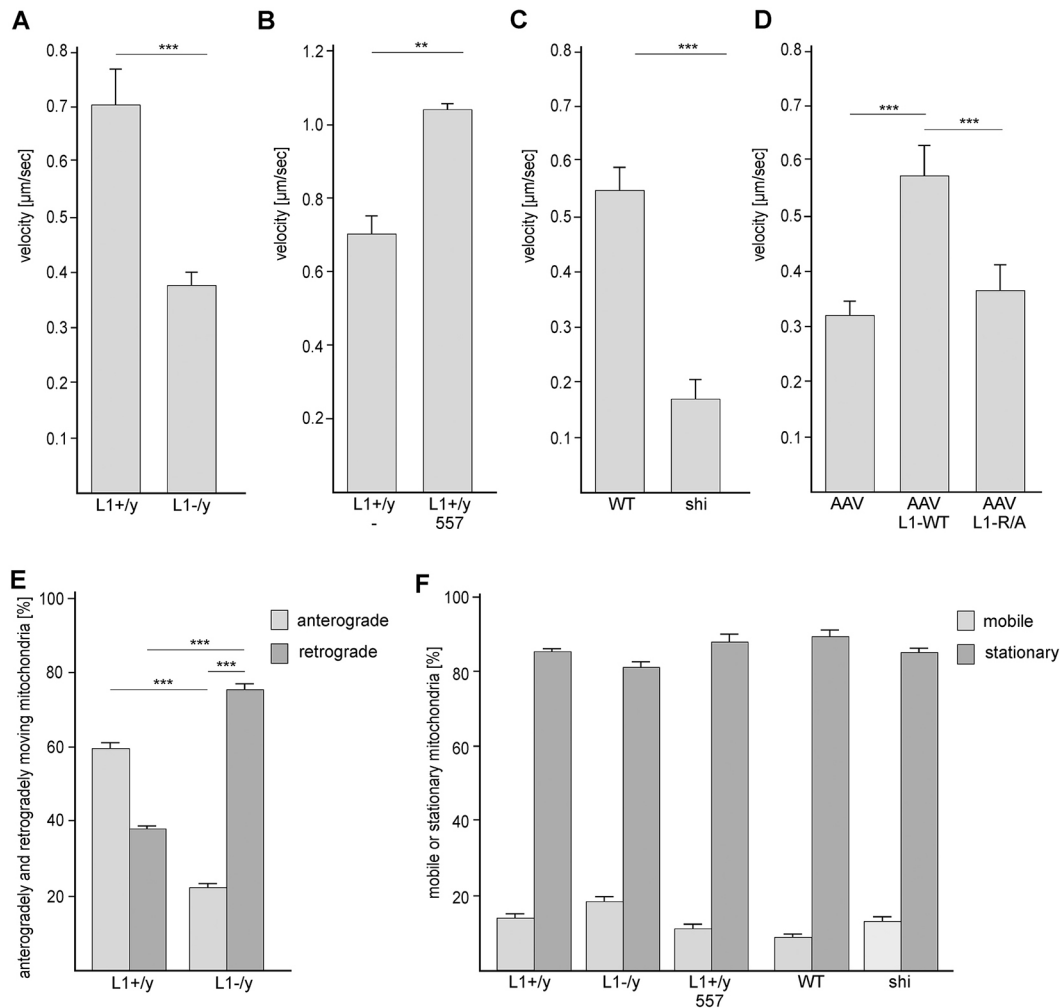 A
velocity [µm/sec]
0.8
0.7
0.6
0.5
0.4
0.3
0.2
0.1
***
L1+/y
L1-/y
B
velocity [µm/sec]
1.2
1.0
0.8
0.6
0.4
0.2
**
L1+/y
-
L1+/y
557
C
velocity [µm/sec]
0.8
0.7
0.6
0.5
0.4
0.3
0.2
0.1
***
WT
shi
D
velocity [µm/sec]
0.8
0.7
0.6
0.5
0.4
0.3
0.2
0.1
***
***
AAV
AAV
L1-WT
AAV
L1-R/A
E
anterogradely and retrogradely moving mitochondria [%]
100
80
60
40
20
anterograde
retrograde
***
***
***
L1+/y
L1-/y
F
mobile or stationary mitochondria [%]
100
80
60
40
20
mobile
stationary
L1+/y
L1-/y
L1+/y
557
WT
shi